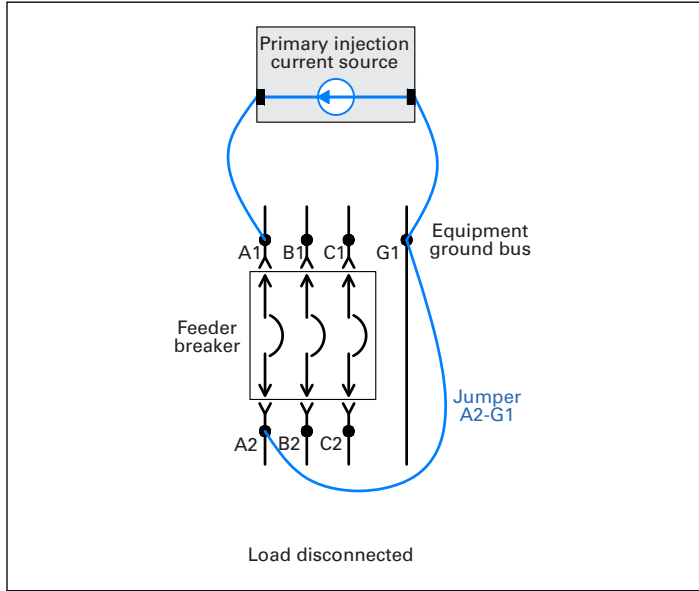 Primary injection
current source
A1
B1
C1
G1
Equipment
ground bus
Feeder
breaker
Jumper
A2-G1
A2
B2
C2
Load disconnected